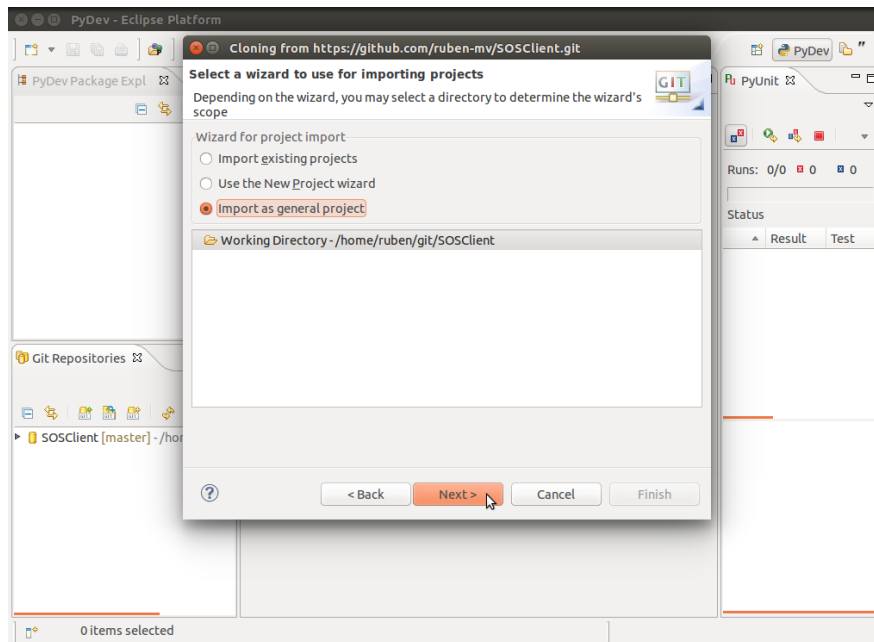 PyDev - Eclipse Platform
Cloning from https://github.com/ruben-mv/SOSClient.git
PyDev
PyDev Package Expl
Select a wizard to use for importing projects
Depending on the wizard, you may select a directory to determine the wizard's
scope
GIT
Wizard for project import
Import existing projects
Use the New Project wizard
Import as general project
Working Directory - /home/ruben/git/SOSClient
< Back
Next >
Cancel
Finish
Pu PyUnit
Runs: 0/0 0 0
Status
Result Test
Git Repositories
SOSClient [master] - /hor
0 items selected